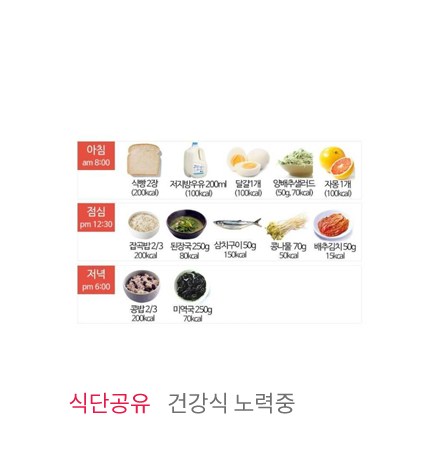 아침
am 8:00
식빵 2장
(200kcal)
저지방우유 200ml
(100kcal)
달걀1개
(100kcal)
양배추샐러드
(50g, 70kcal)
자몽 1개
(100kcal)
점심
pm 12:30
잡곡밥 2/3
200kcal
된장국 250g
80kcal
삼치구이 50g
150kcal
콩나물 70g
50kcal
배추김치 50g
15kcal
저녁
pm 6:00
콩밥 2/3
200kcal
미역국 250g
70kcal
식단공유 건강식 노력중